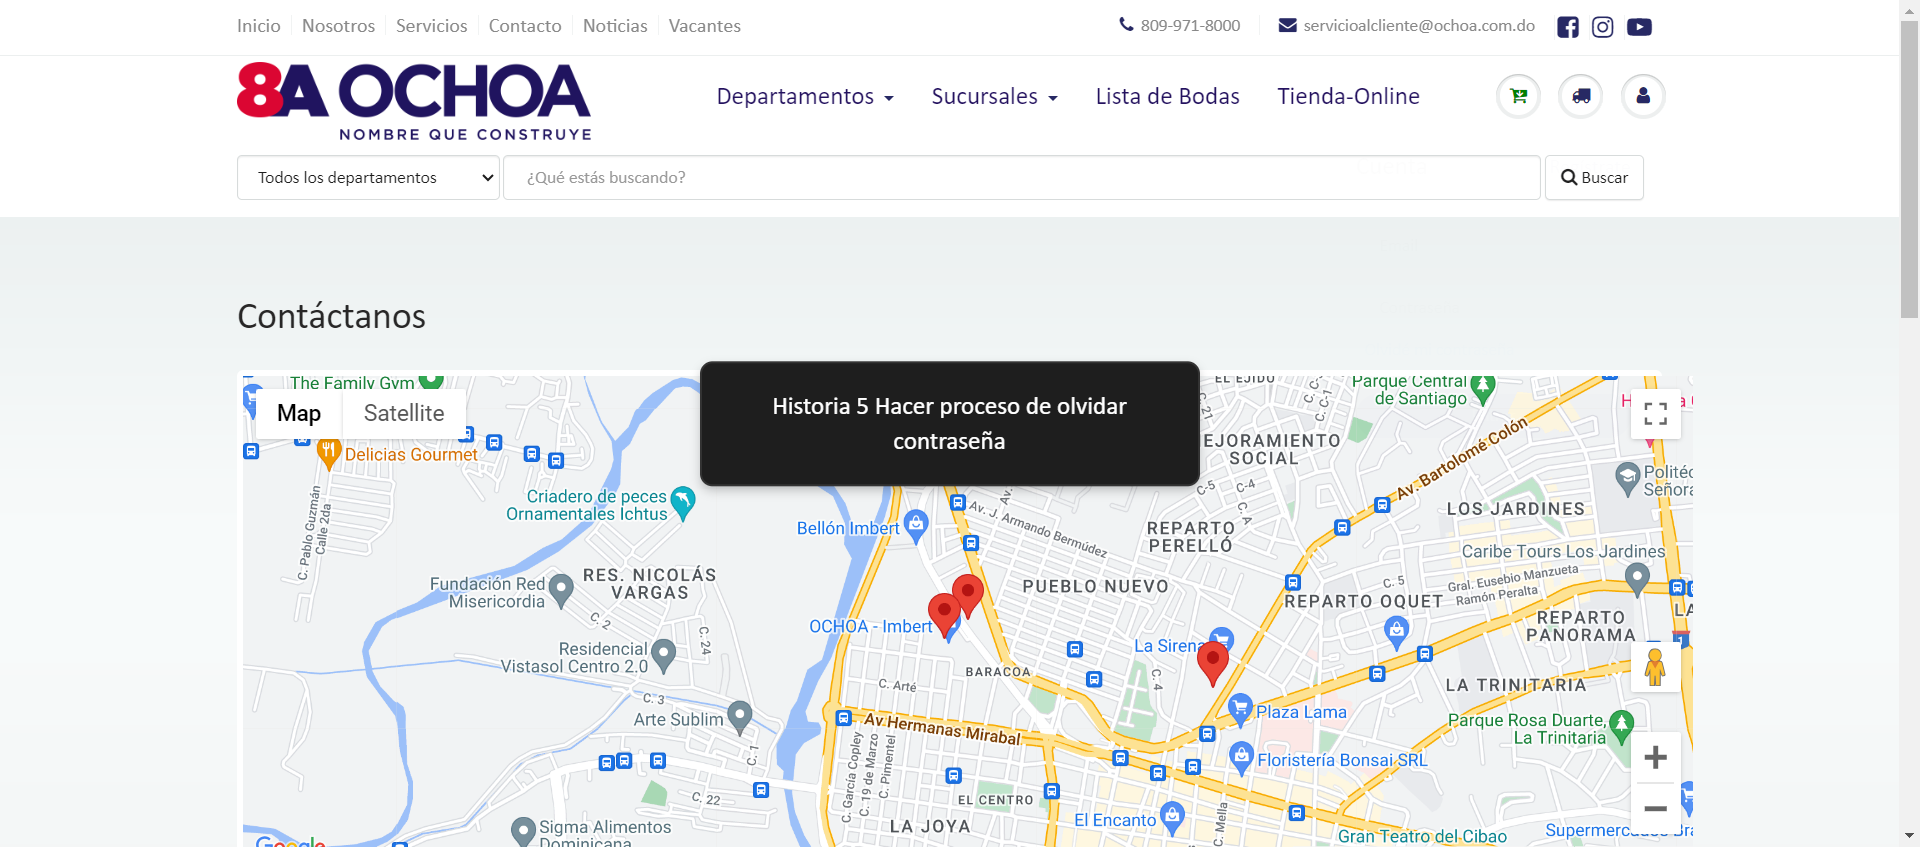 Inicio Nosotros Servicios Contacto Noticias Vacantes
809-971-8000 servicioalcliente@ochoa.com.do
8A OCHOA
NOMBRE QUE CONSTRUYE
Departamentos Sucursales Lista de Bodas Tienda-Online
Todos los departamentos ¿Qué estás buscando? Buscar
Contáctanos
Historia 5 Hacer proceso de olvidar
contraseña
Map Satellite
The Family Gym
EL EJIDO
Parque Central
de Santiago
C. 21
C-C-1
Delicias Gourmet
EJORAMIENTO
SOCIAL
Av. Bartolomé Colón
Politéc
Señora
C. Pablo Guzmán
Calle 2da
Criadero de peces
Ornamentales Ichtus
C-5
C-4
C. A
Av.
Av. J. Armando Bermúdez
LOS JARDINES
Bellón Imbert
REPARTO
PERELLÓ
Caribe Tours Los Jardines
Fundación Red
Misericordia
RES. NICOLÁS
VARGAS
PUEBLO NUEVO
C. 5
Gral. Eusebio Manzueta
Ramón Peralta
REPARTO OQUET
LA
C. 2
C. 24
OCHOA - Imbert
REPARTO
PANORAMA
La Sirena
Residencial
Vistasol Centro 2.0
BARACOA
C. Arté
C. 4
LA TRINITARIA
C. 3
Arte Sublim
C. 1
Av Hermanas Mirabal
Plaza Lama
Parque Rosa Duarte,
La Trinitaria
C. García Copley
C. 19 de Marzo
C. Pimentel
Floristería Bonsai SRL
C. 22
EL CENTRO
C. Mella
LA JOYA
El Encanto
Sigma Alimentos
Dominicana
Gran Teatro del Cibao
Supermercados Bra
Google